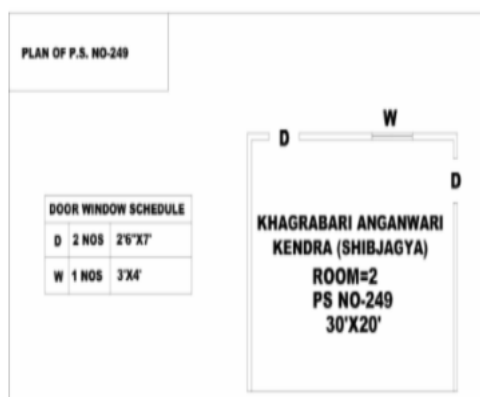 PLAN OF P.S. NO-249
W
D
D
DOOR WINDOW SCHEDULE
D 2 NOS 2'6"X7'
W 1 NOS 3'X4'
KHAGRABARI ANGANWARI
KENDRA (SHIBJAGYA)
ROOM=2
PS NO-249
30'X20'